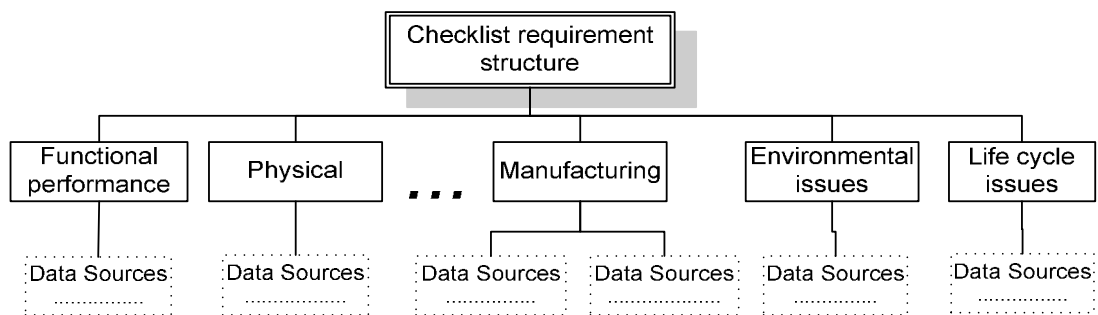 Checklist requirement
structure
Functional
performance
Physical
...
Manufacturing
Environmental
issues
Life cycle
issues
Data Sources
....................
Data Sources
......................
Data Sources
....................
Data Sources
.........................
Data Sources
...................
Data Sources
....................